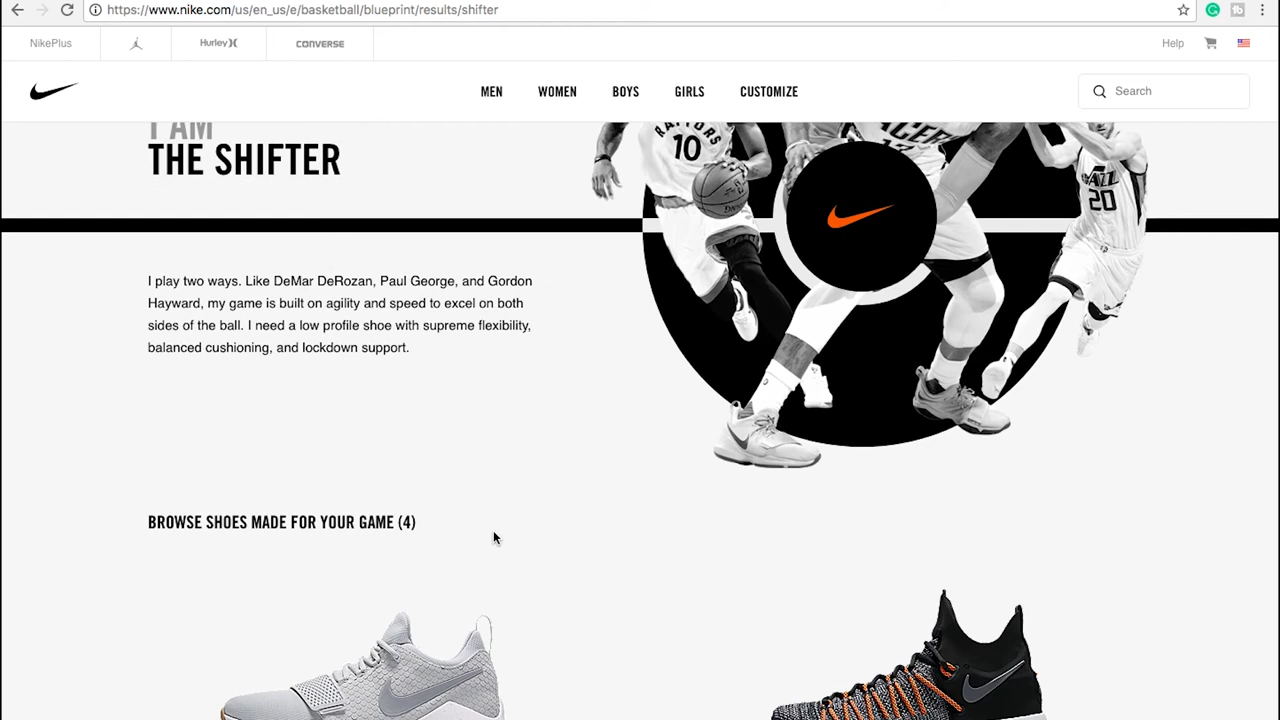 https://www.nike.com/us/en_us/e/basketball/blueprint/results/shifter
NikePlus
Hurley
CONVERSE
Help
MEN
WOMEN
BOYS
GIRLS
CUSTOMIZE
Search
I AM
THE SHIFTER
RAPTORS
10
JAZZ
20
I play two ways. Like DeMar DeRozan, Paul George, and Gordon
Hayward, my game is built on agility and speed to excel on both
sides of the ball. I need a low profile shoe with supreme flexibility,
balanced cushioning, and lockdown support.
BROWSE SHOES MADE FOR YOUR GAME (4)